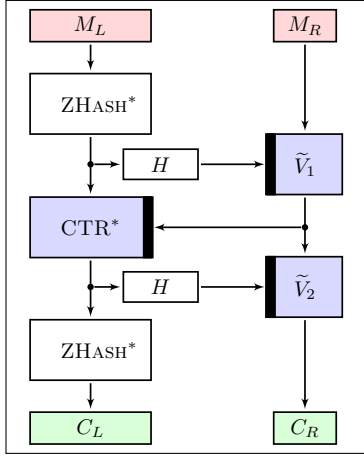 M_L M_R
ZHASH*
H Ṽ_1
CTR*
H Ṽ_2
ZHASH*
C_L C_R